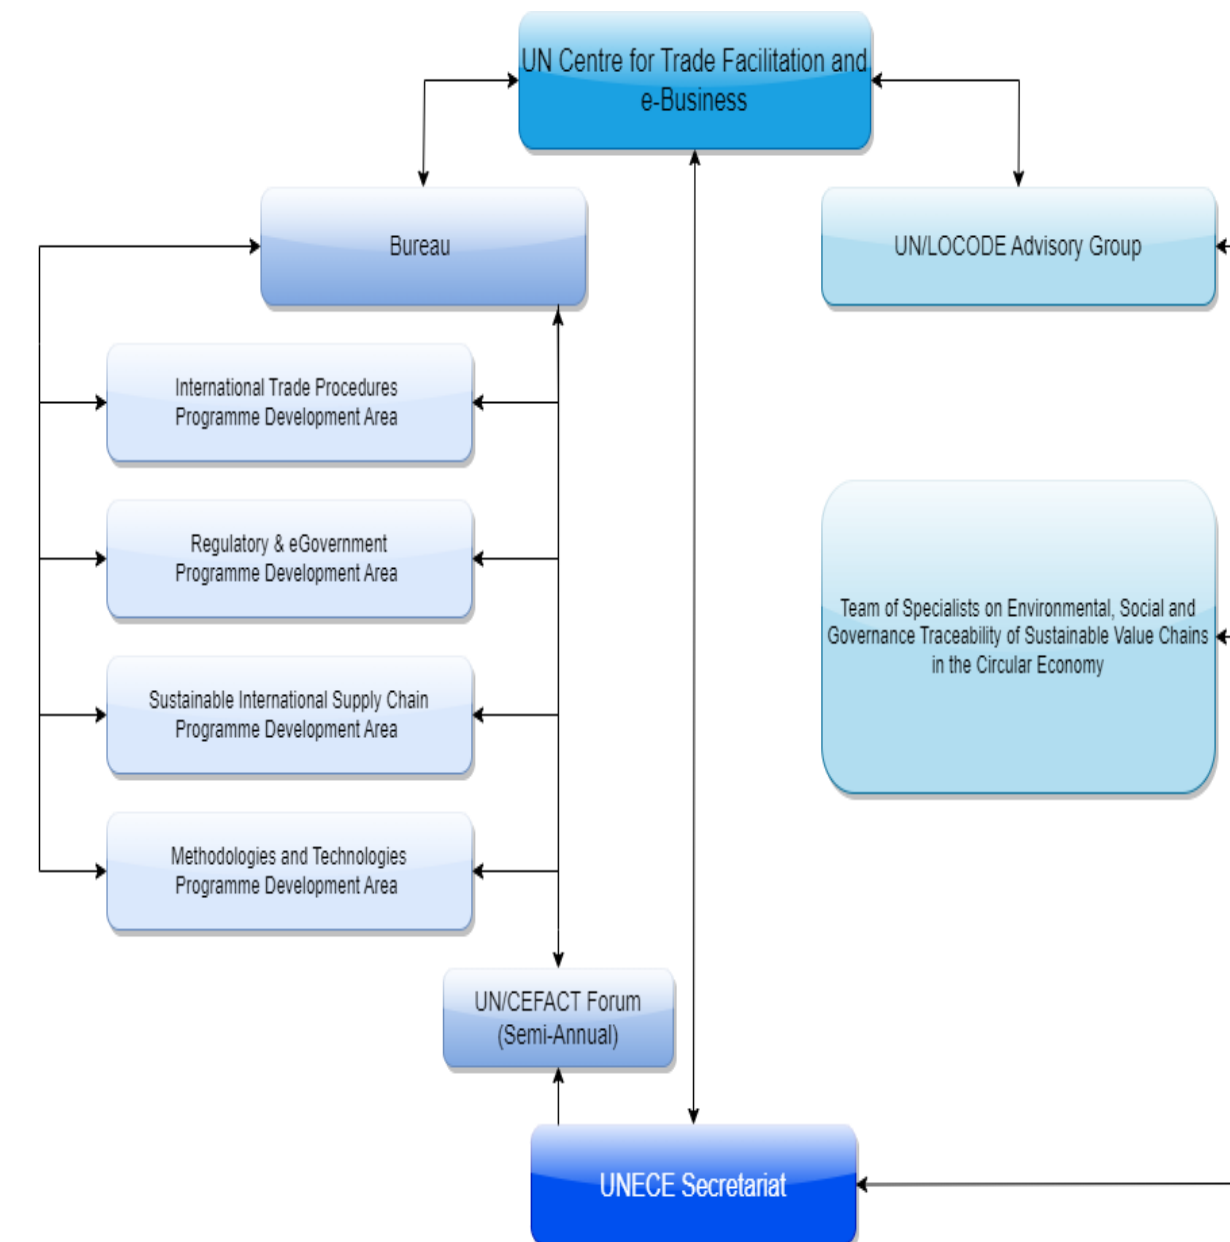 UN Centre for Trade Facilitation and
e-Business
Bureau
UN/LOCODE Advisory Group
International Trade Procedures
Programme Development Area
Regulatory & eGovernment
Programme Development Area
Team of Specialists on Environmental, Social and
Governance Traceability of Sustainable Value Chains
in the Circular Economy
Sustainable International Supply Chain
Programme Development Area
Methodologies and Technologies
Programme Development Area
UN/CEFACT Forum
(Semi-Annual)
UNECE Secretariat